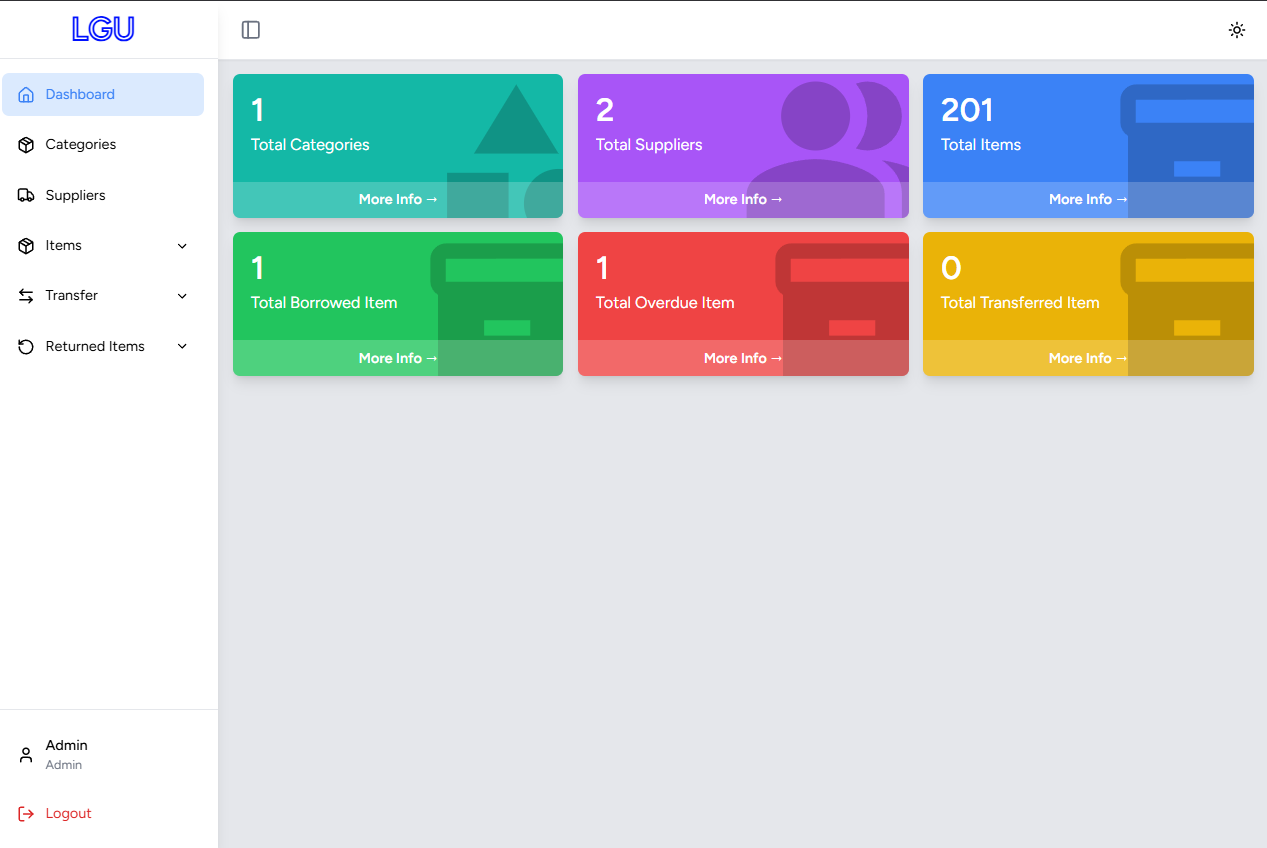 LGU
Dashboard
Categories
Suppliers
Items
Transfer
Returned Items
Admin
Admin
Logout
1
Total Categories
More Info →
2
Total Suppliers
More Info →
201
Total Items
More Info →
1
Total Borrowed Item
More Info →
1
Total Overdue Item
More Info →
0
Total Transferred Item
More Info →